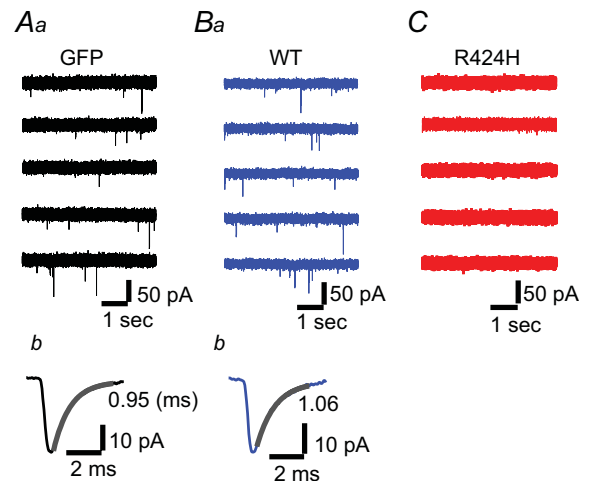 Aa
Ba
C
GFP
WT
R424H
50 pA
1 sec
50 pA
1 sec
50 pA
1 sec
b
b
0.95 (ms)
1.06
10 pA
2 ms
10 pA
2 ms